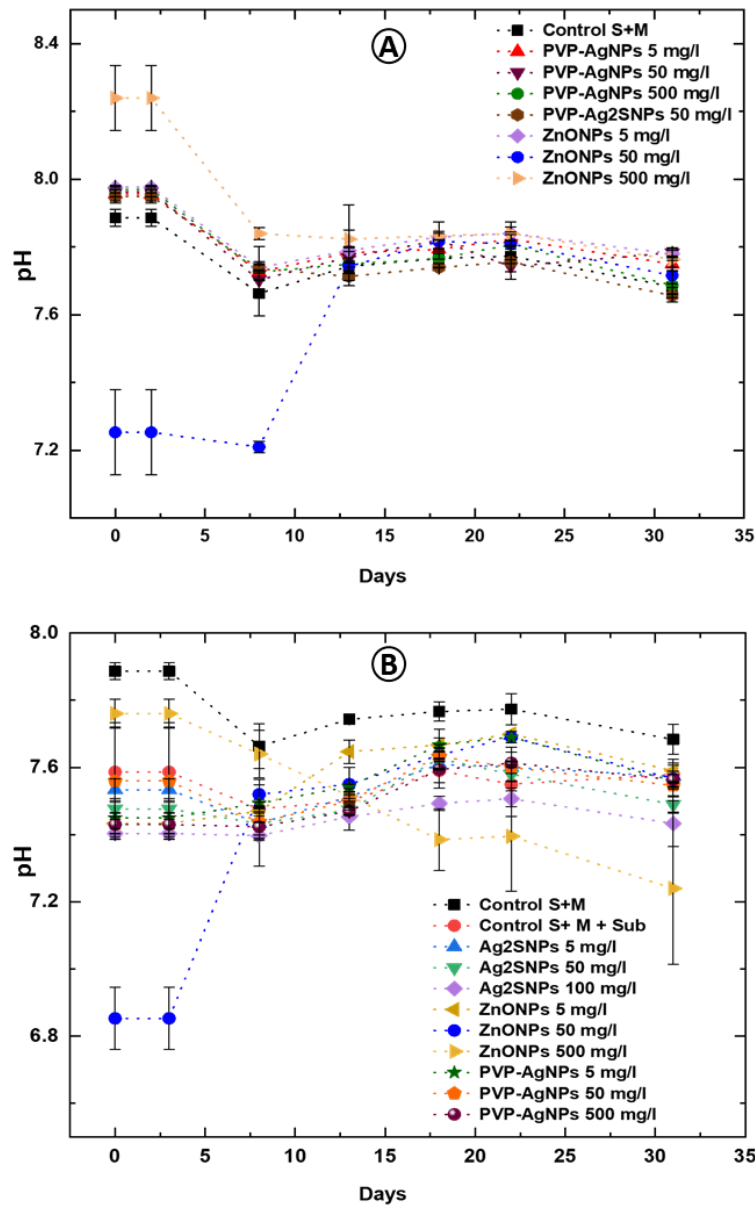 A
Control S+M
PVP-AgNPs 5 mg/l
PVP-AgNPs 50 mg/l
PVP-AgNPs 500 mg/l
PVP-Ag2SNPs 50 mg/l
ZnONPs 5 mg/l
ZnONPs 50 mg/l
ZnONPs 500 mg/l
8.4
8.0
7.6
7.2
pH
0 5 10 15 20 25 30 35
Days
B
8.0
7.6
7.2
6.8
pH
Control S+M
Control S+ M + Sub
Ag2SNPs 5 mg/l
Ag2SNPs 50 mg/l
Ag2SNPs 100 mg/l
ZnONPs 5 mg/l
ZnONPs 50 mg/l
ZnONPs 500 mg/l
PVP-AgNPs 5 mg/l
PVP-AgNPs 50 mg/l
PVP-AgNPs 500 mg/l
0 5 10 15 20 25 30 35
Days